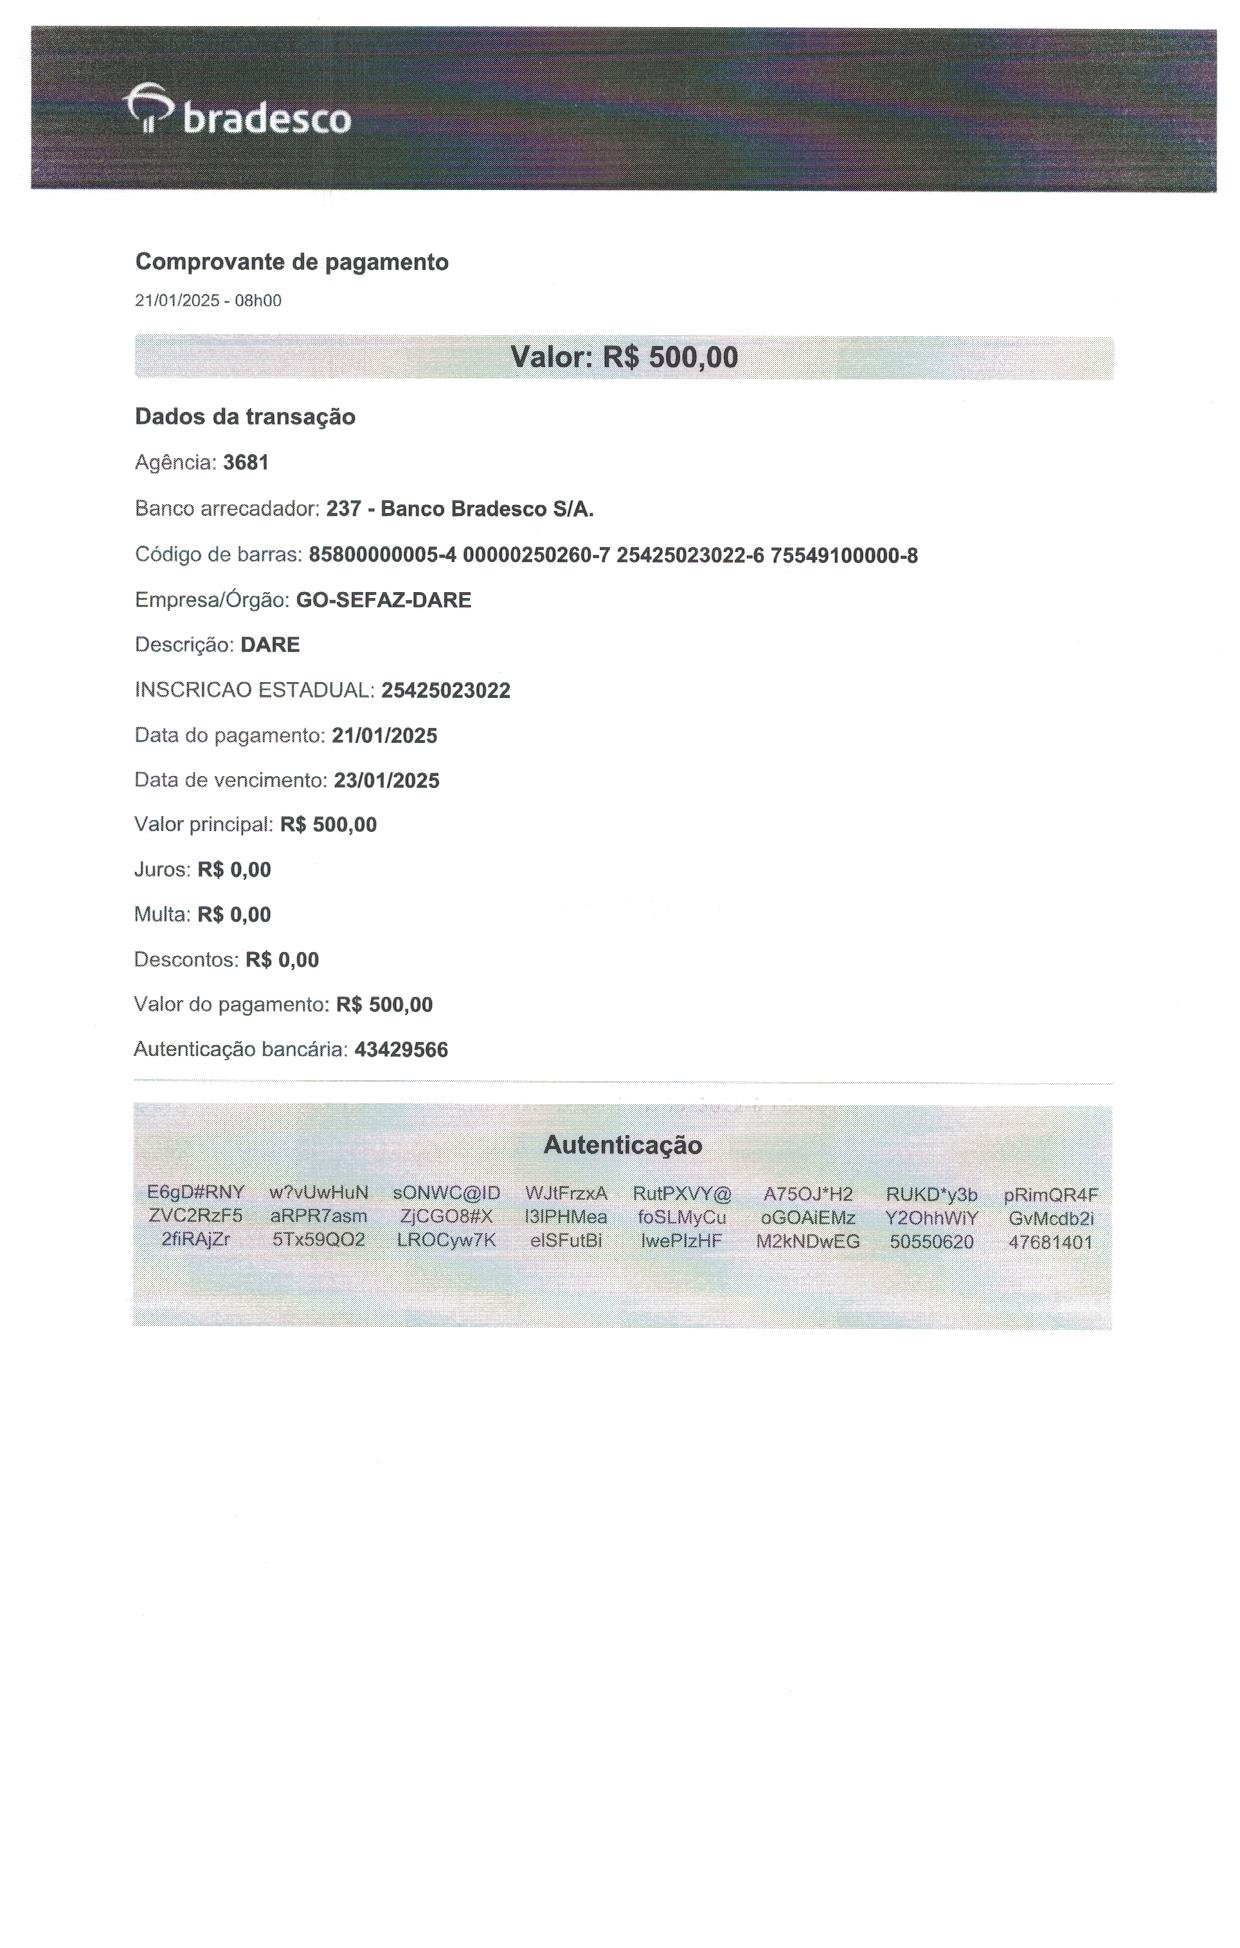 bradesco
Comprovante de pagamento
21/01/2025 - 08h00
Valor: R$ 500,00
Dados da transação
Agência: 3681
Banco arrecadador: 237 - Banco Bradesco S/A.
Código de barras: 85800000005-4 00000250260-7 25425023022-6 75549100000-8
Empresa/Órgão: GO-SEFAZ-DARE
Descrição: DARE
INSCRICAO ESTADUAL: 25425023022
Data do pagamento: 21/01/2025
Data de vencimento: 23/01/2025
Valor principal: R$ 500,00
Juros: R$ 0,00
Multa: R$ 0,00
Descontos: R$ 0,00
Valor do pagamento: R$ 500,00
Autenticação bancária: 43429566
Autenticação
E6gD#RNY w?vUwHuN sONWC@ID WJtFrzxA RutPXVY@ A75OJ*H2 RUKD*y3b pRimQR4F
ZVC2RzF5 aRPR7asm ZjCGO8#X I3IPHMea foSLMyCu oGOAiEMz Y2OhhWiY GvMcdb2i
2fiRAjZr 5Tx59QO2 LROCyw7K eISFutBi IwePIzHF M2kNDwEG 50550620 47681401